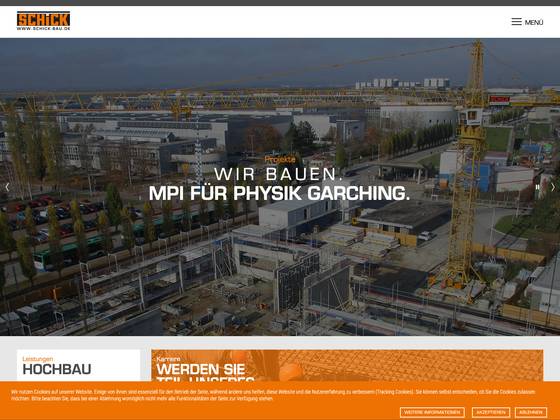 SCHICK
WWW.SCHICK-BAU.DE
MENÜ
SCHICK
Projekte
WIR BAUEN.
MPI FÜR PHYSIK GARCHING.
Leistungen
HOCHBAU
Karriere
WERDEN SIE
TEIL UNSERES
Wir nutzen Cookies auf unserer Website. Einige von ihnen sind essenziell für den Betrieb der Seite, während andere uns helfen, diese Website und die Nutzererfahrung zu verbessern (Tracking Cookies). Sie können selbst entscheiden, ob Sie die Cookies zulassen
möchten. Bitte beachten Sie, dass bei einer Ablehnung womöglich nicht mehr alle Funktionalitäten der Seite zur Verfügung stehen.
WEITERE INFORMATIONEN
AKZEPTIEREN
ABLEHNEN